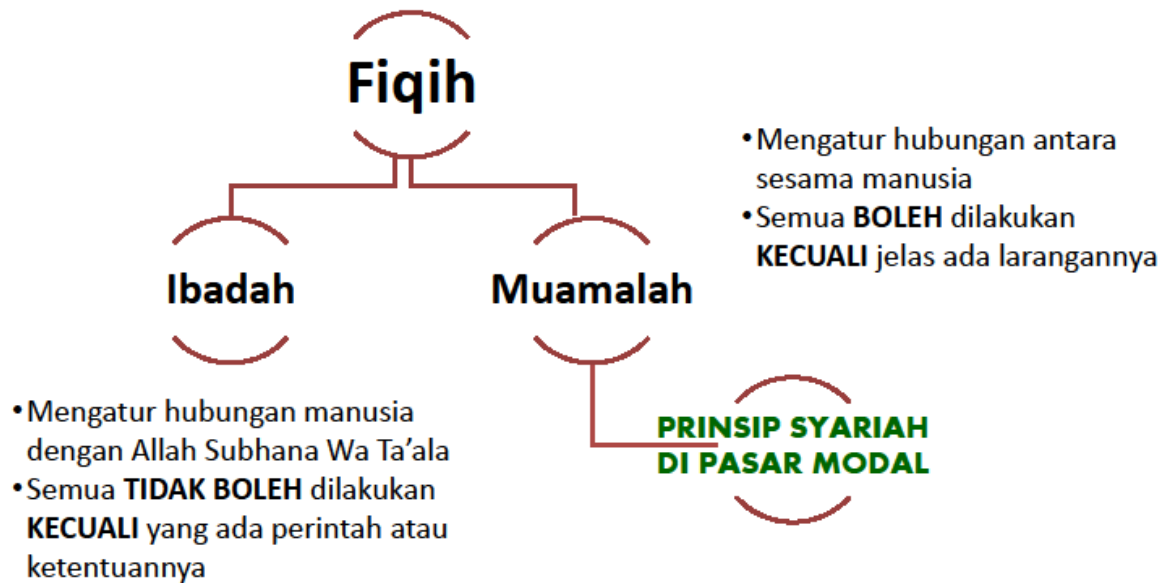 Fiqih
• Mengatur hubungan antara
sesama manusia
• Semua BOLEH dilakukan
KECUALI jelas ada larangannya
Ibadah
Muamalah
• Mengatur hubungan manusia
dengan Allah Subhana Wa Ta’ala
• Semua TIDAK BOLEH dilakukan
KECUALI yang ada perintah atau
ketentuannya
PRINSIP SYARIAH
DI PASAR MODAL